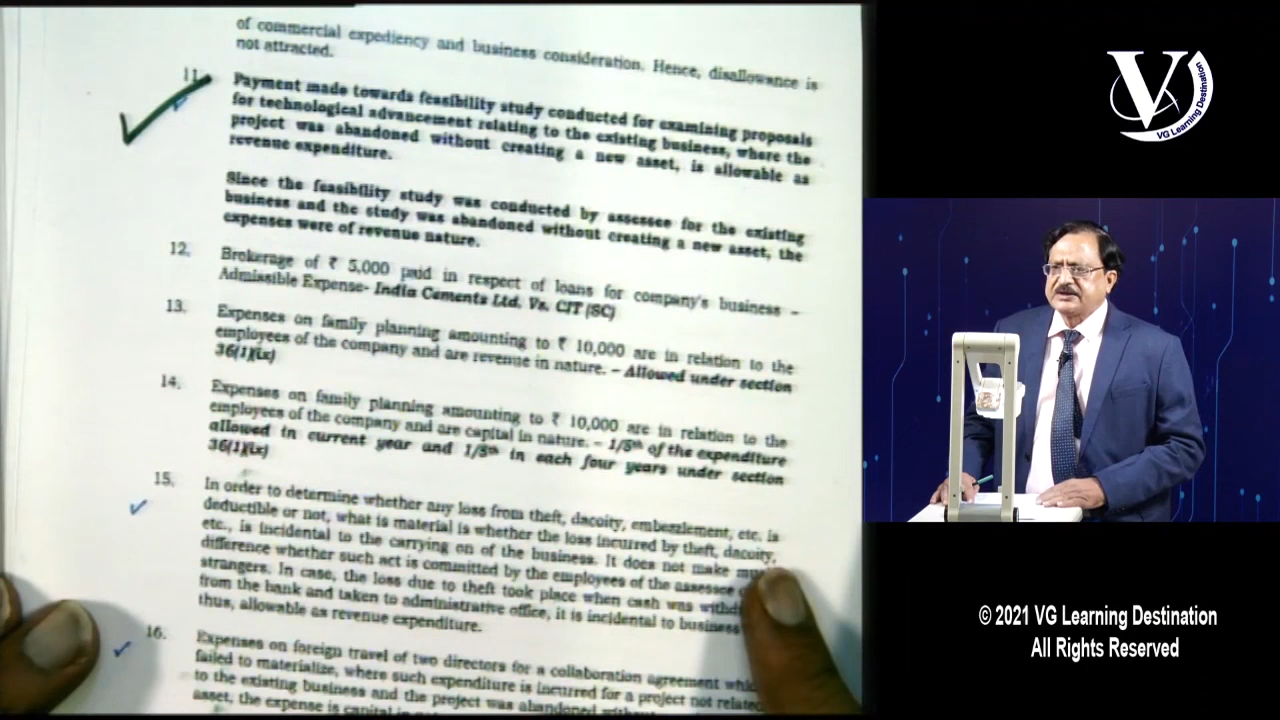 of commercial expediency and business consideration. Hence, disallowance is
not attracted.
11. Payment made towards feasibility study conducted for examining proposals
for technological advancement relating to the existing business, where the
project was abandoned without creating a new asset, is allowable as
revenue expenditure.
Since the feasibility study was conducted by assessee for the existing
business and the study was abandoned without creating a new asset, the
expenses were of revenue nature.
12. Brokerage of ₹ 5,000 paid in respect of loans for company's business –
Admissible Expense- India Cements Ltd. Vs. CIT (SC)
13. Expenses on family planning amounting to ₹ 10,000 are in relation to the
employees of the company and are revenue in nature. – Allowed under section
36(1)(ix)
14. Expenses on family planning amounting to ₹ 10,000 are in relation to the
employees of the company and are capital in nature. – 1/5th of the expenditure
allowed in current year and 1/5th in each four years under section
36(1)(ix)
15. In order to determine whether any loss from theft, dacoity, embezzlement, etc. is
deductible or not, what is material is whether the loss incurred by theft, dacoity,
etc., is incidental to the carrying on of the business. It does not make
difference whether such act is committed by the employees of the assessee
strangers. In case, the loss due to theft took place when cash was
from the bank and taken to administrative office, it is incidental to business
thus, allowable as revenue expenditure.
16. Expenses on foreign travel of two directors for a collaboration agreement
failed to materialize, where such expenditure is incurred for a project not
to the existing business and the project was abandoned
asset, the expense is capital in
V
VG Learning Destination
© 2021 VG Learning Destination
All Rights Reserved